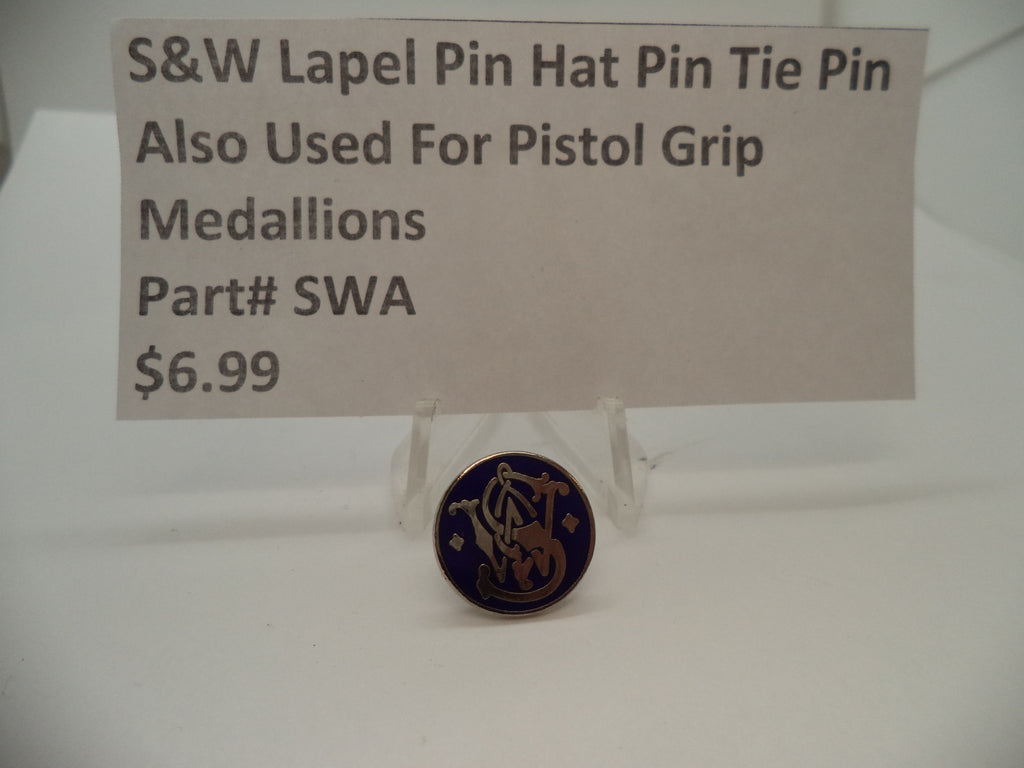 S&W Lapel Pin Hat Pin Tie Pin
Also Used For Pistol Grip
Medallions
Part# SWA
$6.99